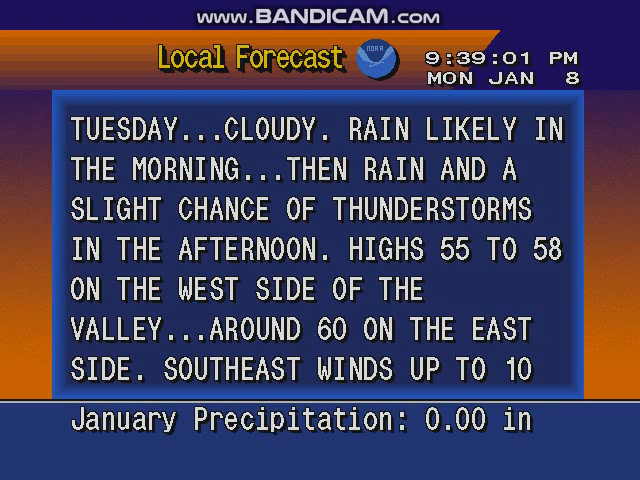 www.BANDICAM.com
Local Forecast
NOAA
9:39:01 PM
MON JAN 8
TUESDAY...CLOUDY. RAIN LIKELY IN
THE MORNING...THEN RAIN AND A
SLIGHT CHANCE OF THUNDERSTORMS
IN THE AFTERNOON. HIGHS 55 TO 58
ON THE WEST SIDE OF THE
VALLEY...AROUND 60 ON THE EAST
SIDE. SOUTHEAST WINDS UP TO 10
January Precipitation: 0.00 in